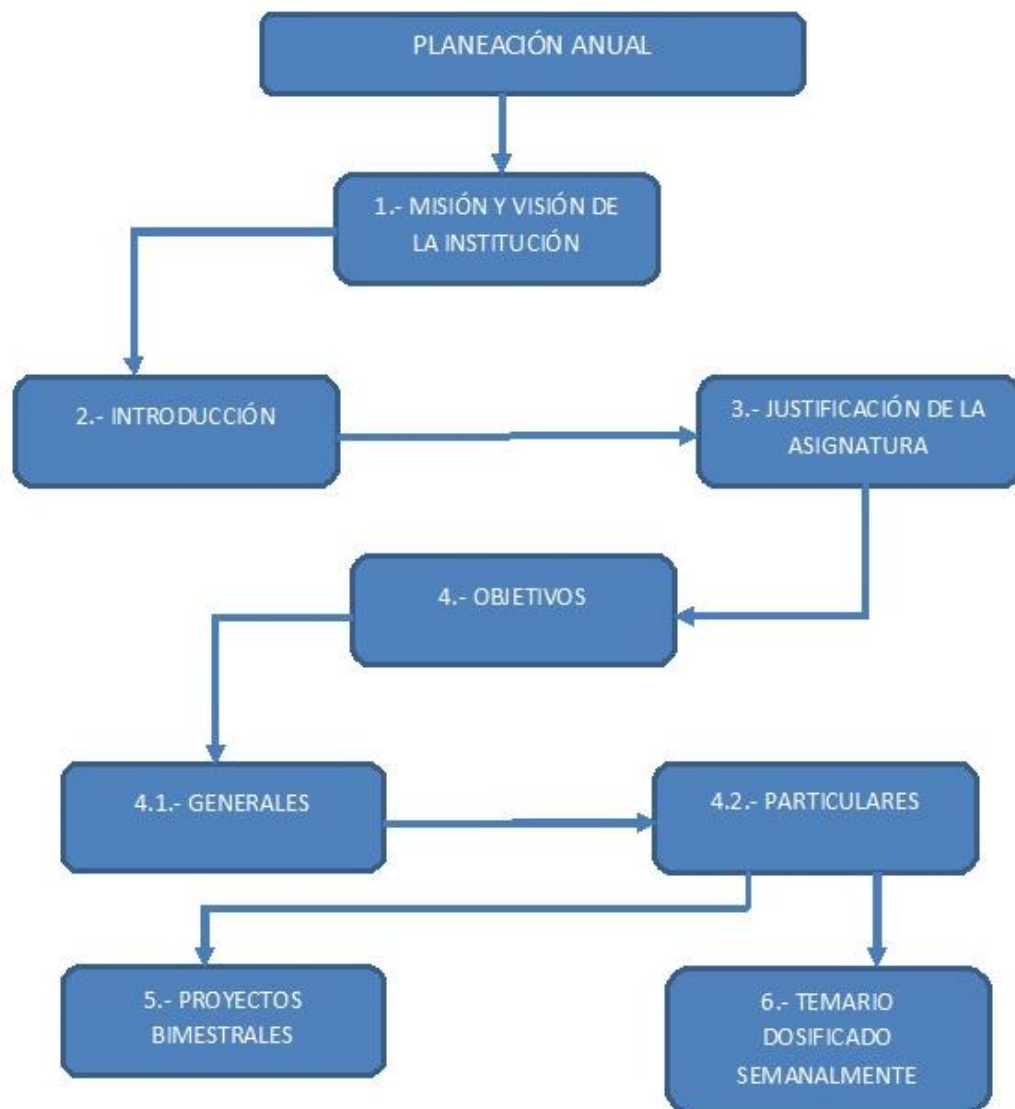 PLANEACIÓN ANUAL
1.- MISIÓN Y VISIÓN DE
LA INSTITUCIÓN
2.- INTRODUCCIÓN
3.- JUSTIFICACIÓN DE LA
ASIGNATURA
4.- OBJETIVOS
4.1.- GENERALES
4.2.- PARTICULARES
5.- PROYECTOS
BIMESTRALES
6.- TEMARIO
DOSIFICADO
SEMANALMENTE